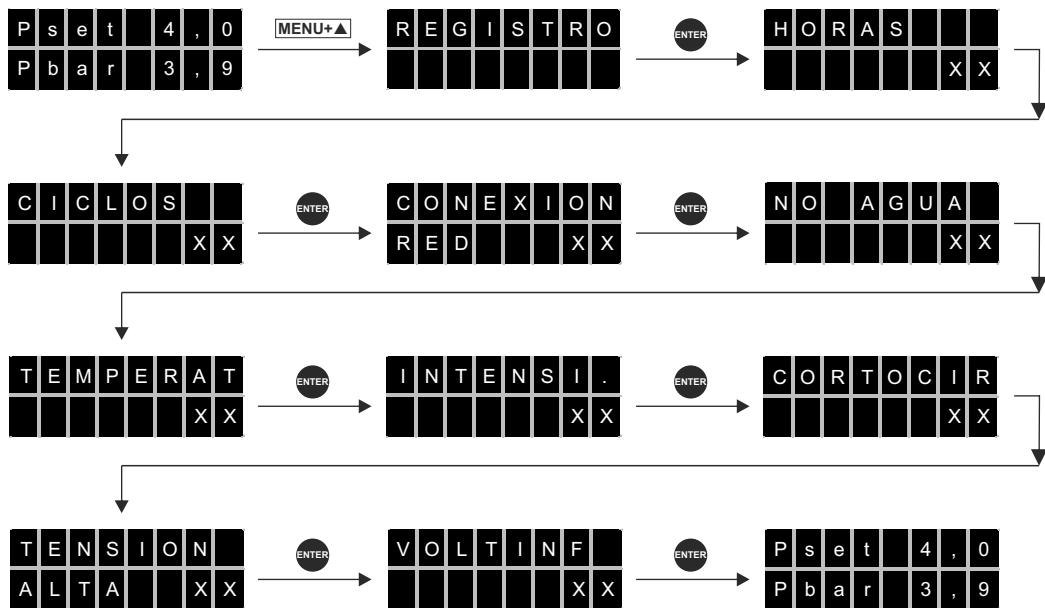 Pset 4,0
Pbar 3,9
MENU+▲
REGISTRO
ENTER
HORAS
XX
CICLOS
XX
ENTER
CONEXION
RED XX
ENTER
NO AGUA
XX
TEMPERAT
XX
ENTER
INTENSI.
XX
ENTER
CORTOCIR
XX
TENSION
ALTA XX
ENTER
VOLTINF
XX
ENTER
Pset 4,0
Pbar 3,9